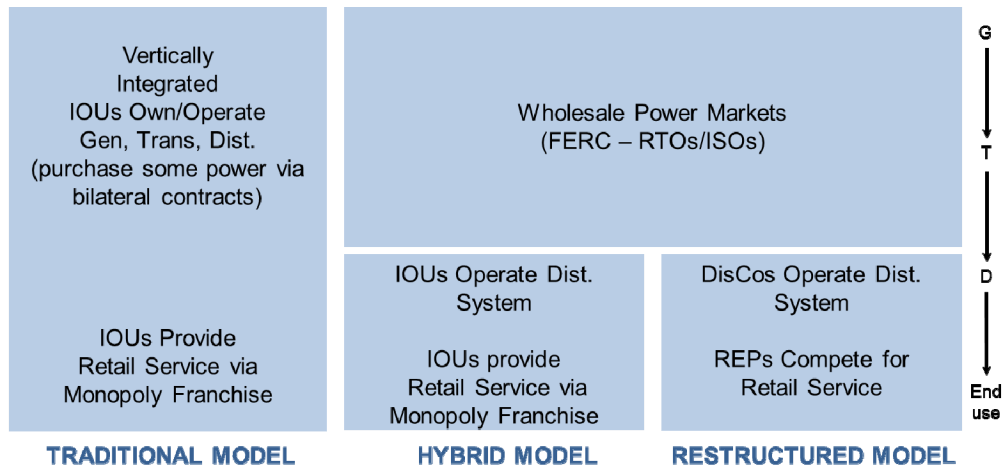 Vertically
Integrated
IOUs Own/Operate
Gen, Trans, Dist.
(purchase some power via
bilateral contracts)
IOUs Provide
Retail Service via
Monopoly Franchise
TRADITIONAL MODEL
Wholesale Power Markets
(FERC – RTOs/ISOs)
IOUs Operate Dist.
System
IOUs provide
Retail Service via
Monopoly Franchise
HYBRID MODEL
DisCos Operate Dist.
System
REPs Compete for
Retail Service
RESTRUCTURED MODEL
G
T
D
End
use